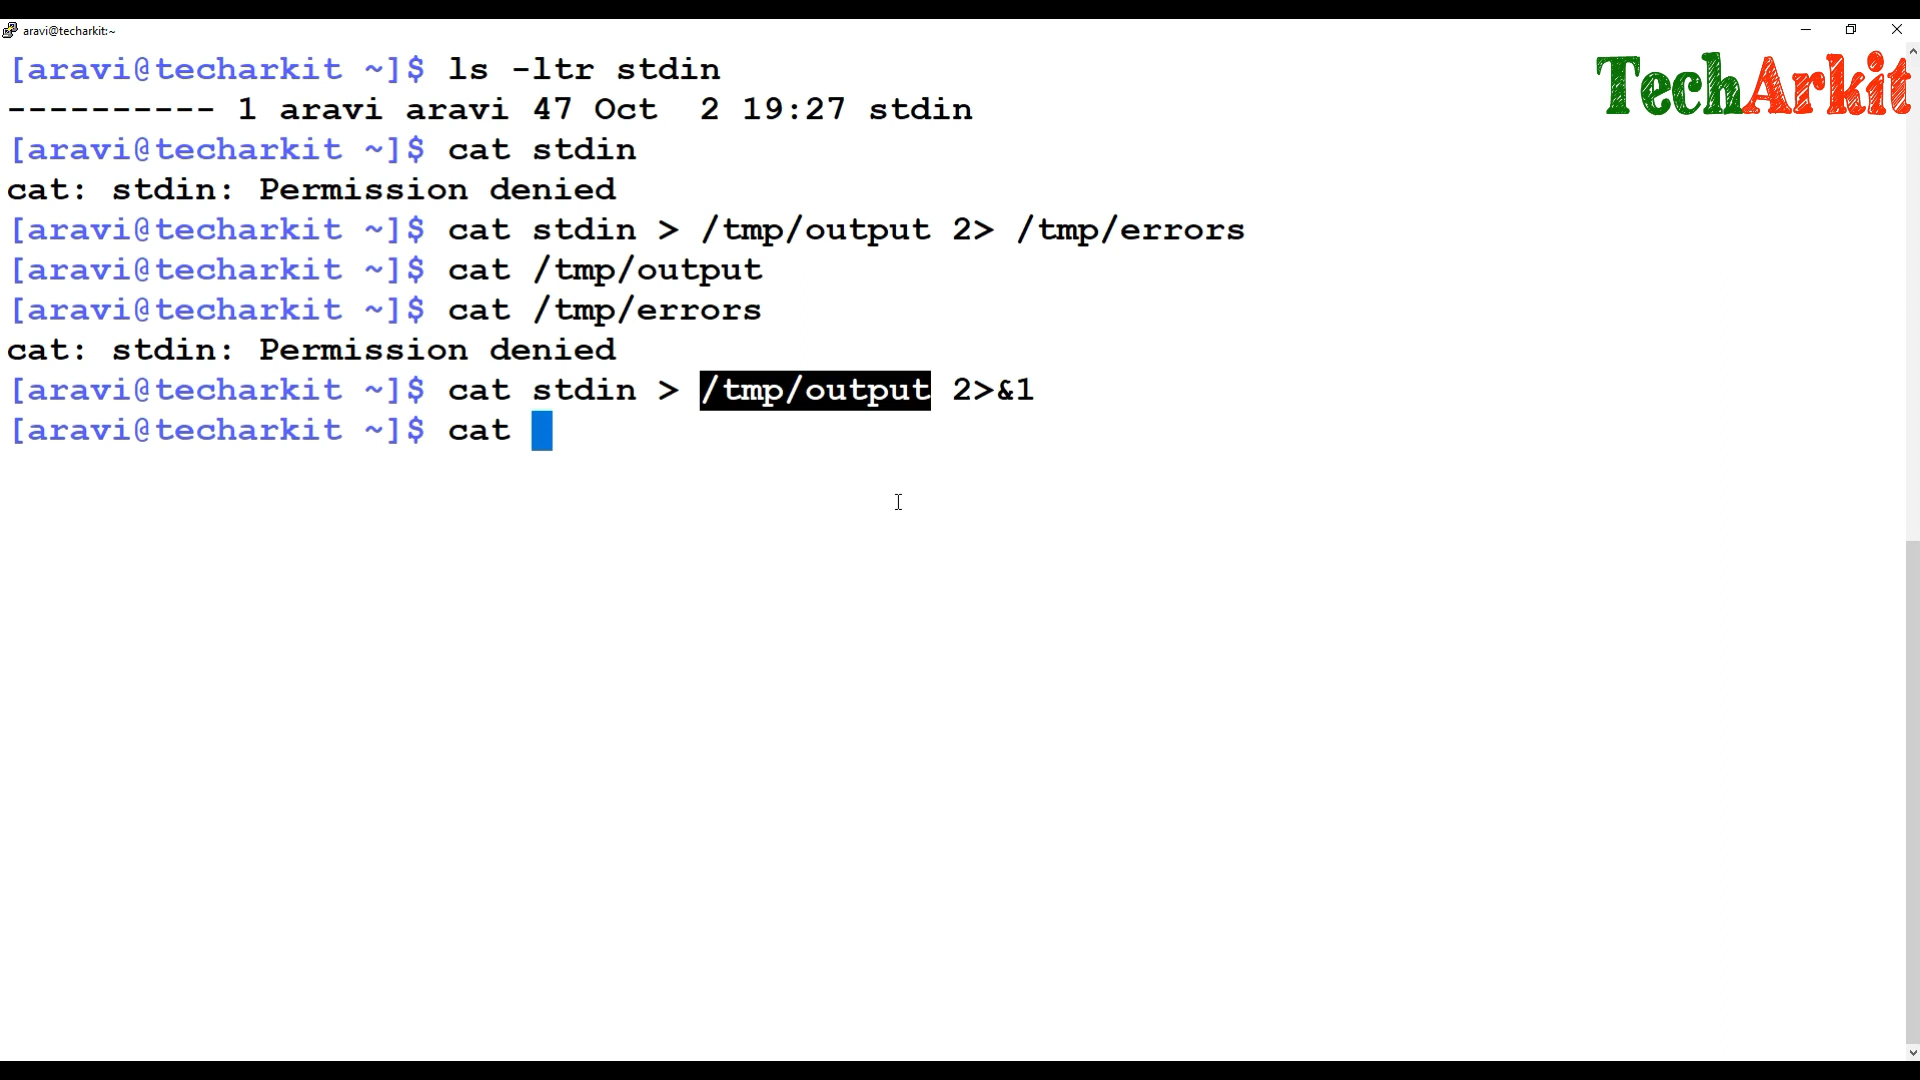 aravi@techarkit:~
TechArkit
[aravi@techarkit ~]$ ls -ltr stdin
---------- 1 aravi aravi 47 Oct  2 19:27 stdin
[aravi@techarkit ~]$ cat stdin
cat: stdin: Permission denied
[aravi@techarkit ~]$ cat stdin > /tmp/output 2> /tmp/errors
[aravi@techarkit ~]$ cat /tmp/output
[aravi@techarkit ~]$ cat /tmp/errors
cat: stdin: Permission denied
[aravi@techarkit ~]$ cat stdin > /tmp/output 2>&1
[aravi@techarkit ~]$ cat